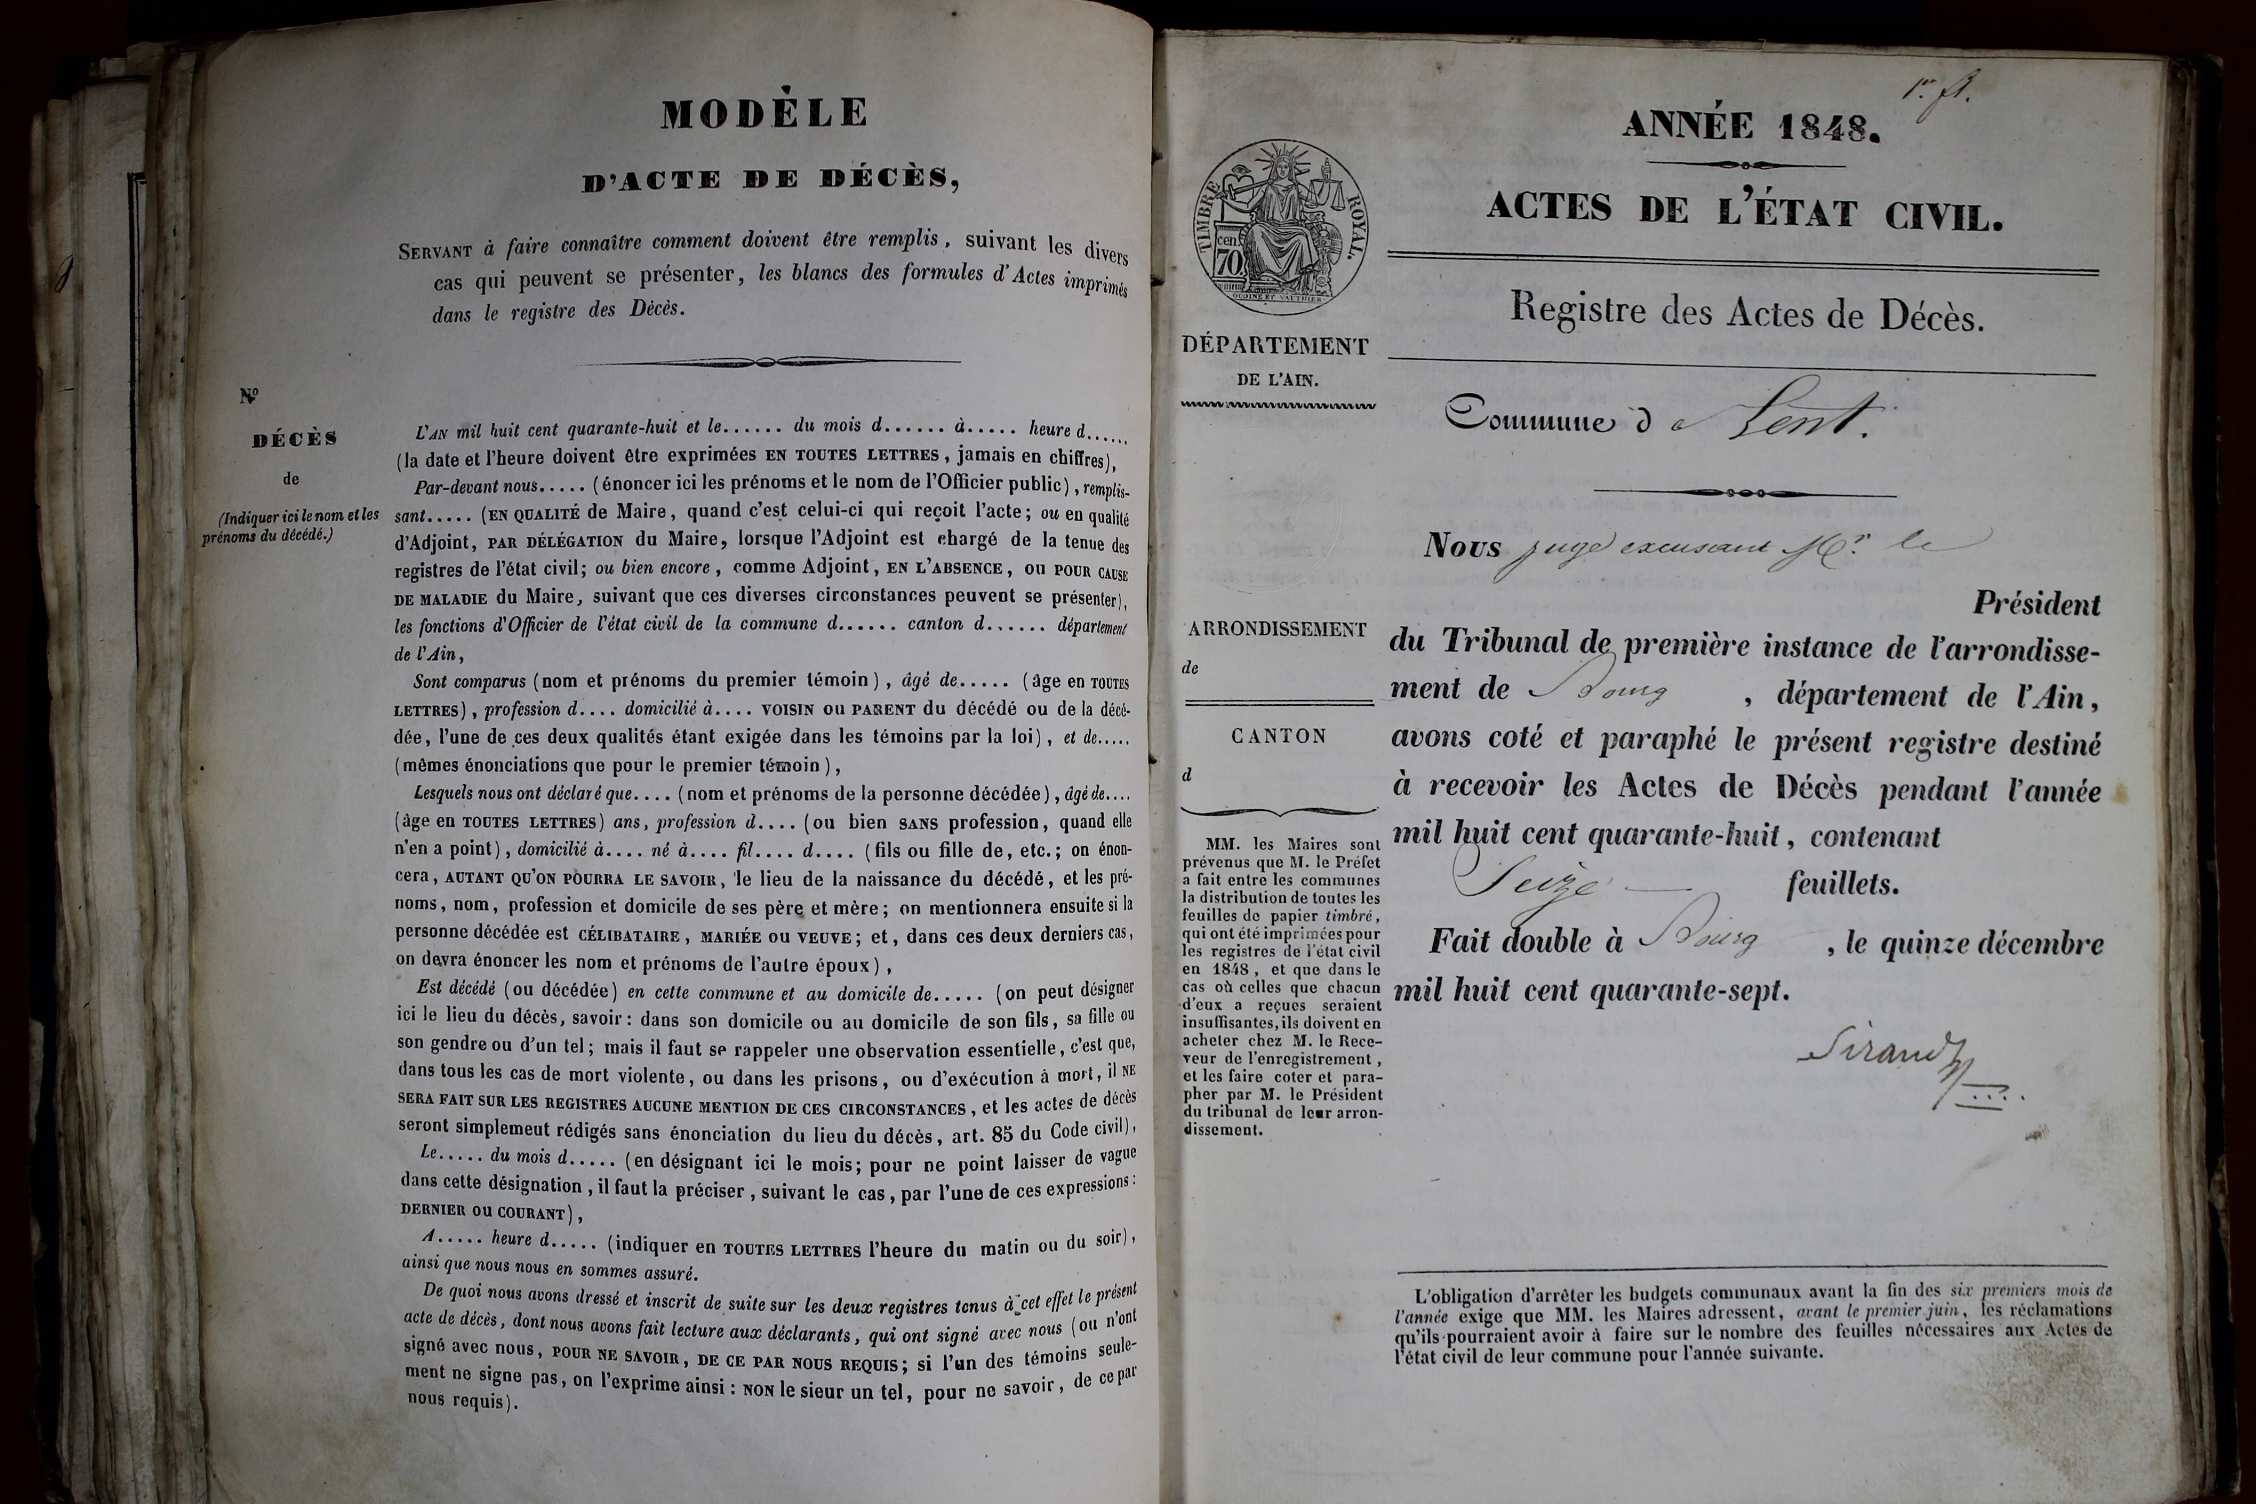 MODÈLE
D'ACTE DE DÉCÈS,
SERVANT à faire connaître comment doivent être remplis, suivant les divers
cas qui peuvent se présenter, les blancs des formules d'Actes imprimés
dans le registre des Décès.
N.º
DÉCÈS
de
(Indiquer ici le nom et les
prénoms du décédé.)
L'AN mil huit cent quarante-huit et le...... du mois d...... à..... heure d......
(la date et l'heure doivent être exprimées EN TOUTES LETTRES, jamais en chiffres),
Par-devant nous..... (énoncer ici les prénoms et le nom de l'Officier public), remplis-
sant..... (EN QUALITÉ de Maire, quand c'est celui-ci qui reçoit l'acte; ou en qualité
d'Adjoint, PAR DÉLÉGATION du Maire, lorsque l'Adjoint est chargé de la tenue des
registres de l'état civil; ou bien encore, comme Adjoint, EN L'ABSENCE, ou POUR CAUSE
DE MALADIE du Maire, suivant que ces diverses circonstances peuvent se présenter),
les fonctions d'Officier de l'état civil de la commune d...... canton d...... département
de l'Ain,
Sont comparus (nom et prénoms du premier témoin), âgé de..... (âge en TOUTES
LETTRES), profession d.... domicilié à.... VOISIN ou PARENT du décédé ou de la décé-
dée, l'une de ces deux qualités étant exigée dans les témoins par la loi), et de.....
(mêmes énonciations que pour le premier témoin),
Lesquels nous ont déclaré que.... (nom et prénoms de la personne décédée), âgé de....
(âge en TOUTES LETTRES) ans, profession d.... (ou bien SANS profession, quand elle
n'en a point), domicilié à.... né à.... fil.... d.... (fils ou fille de, etc.; on énon-
cera, AUTANT QU'ON POURRA LE SAVOIR, le lieu de la naissance du décédé, et les pré-
noms, nom, profession et domicile de ses père et mère; on mentionnera ensuite si la
personne décédée est CÉLIBATAIRE, MARIÉE ou VEUVE; et, dans ces deux derniers cas,
on devra énoncer les nom et prénoms de l'autre époux),
Est décédé (ou décédée) en cette commune et au domicile de..... (on peut désigner
ici le lieu du décès, savoir: dans son domicile ou au domicile de son fils, sa fille ou
son gendre ou d'un tel; mais il faut se rappeler une observation essentielle, c'est que,
dans tous les cas de mort violente, ou dans les prisons, ou d'exécution à mort, il NE
SERA FAIT SUR LES REGISTRES AUCUNE MENTION DE CES CIRCONSTANCES, et les actes de décès
seront simplement rédigés sans énonciation du lieu du décès, art. 85 du Code civil),
Le..... du mois d..... (en désignant ici le mois; pour ne point laisser de vague
dans cette désignation, il faut la préciser, suivant le cas, par l'une de ces expressions:
DERNIER ou COURANT),
A..... heure d..... (indiquer en TOUTES LETTRES l'heure du matin ou du soir),
ainsi que nous nous en sommes assuré.
De quoi nous avons dressé et inscrit de suite sur les deux registres tenus à cet effet le présent
acte de décès, dont nous avons fait lecture aux déclarants, qui ont signé avec nous (ou n'ont
signé avec nous, POUR NE SAVOIR, DE CE PAR NOUS REQUIS; si l'un des témoins seule-
ment ne signe pas, on l'exprime ainsi: NON le sieur un tel, pour ne savoir, de ce par
nous requis).
1er ft.
ANNÉE 1848.
ACTES DE L'ÉTAT CIVIL.
Registre des Actes de Décès.
TIMBRE ROYAL.
cen.
70
OUDINÉ ET VAUTHIER
DÉPARTEMENT
DE L'AIN.
Commune d e Lent.
Nous juge excusant Mr. le
Président
du Tribunal de première instance de l'arrondisse-
ment de Bourg, département de l'Ain,
avons coté et paraphé le présent registre destiné
à recevoir les Actes de Décès pendant l'année
mil huit cent quarante-huit, contenant
Seize feuillets.
Fait double à Bourg, le quinze décembre
mil huit cent quarante-sept.
Sirand
ARRONDISSEMENT
de
CANTON
d
MM. les Maires sont
prévenus que M. le Préfet
a fait entre les communes
la distribution de toutes les
feuilles de papier timbré,
qui ont été imprimées pour
les registres de l'état civil
en 1848, et que dans le
cas où celles que chacun
d'eux a reçues seraient
insuffisantes, ils doivent en
acheter chez M. le Rece-
veur de l'enregistrement,
et les faire coter et para-
pher par M. le Président
du tribunal de leur arron-
dissement.
L'obligation d'arrêter les budgets communaux avant la fin des six premiers mois de
l'année exige que MM. les Maires adressent, avant le premier juin, les réclamations
qu'ils pourraient avoir à faire sur le nombre des feuilles nécessaires aux Actes de
l'état civil de leur commune pour l'année suivante.